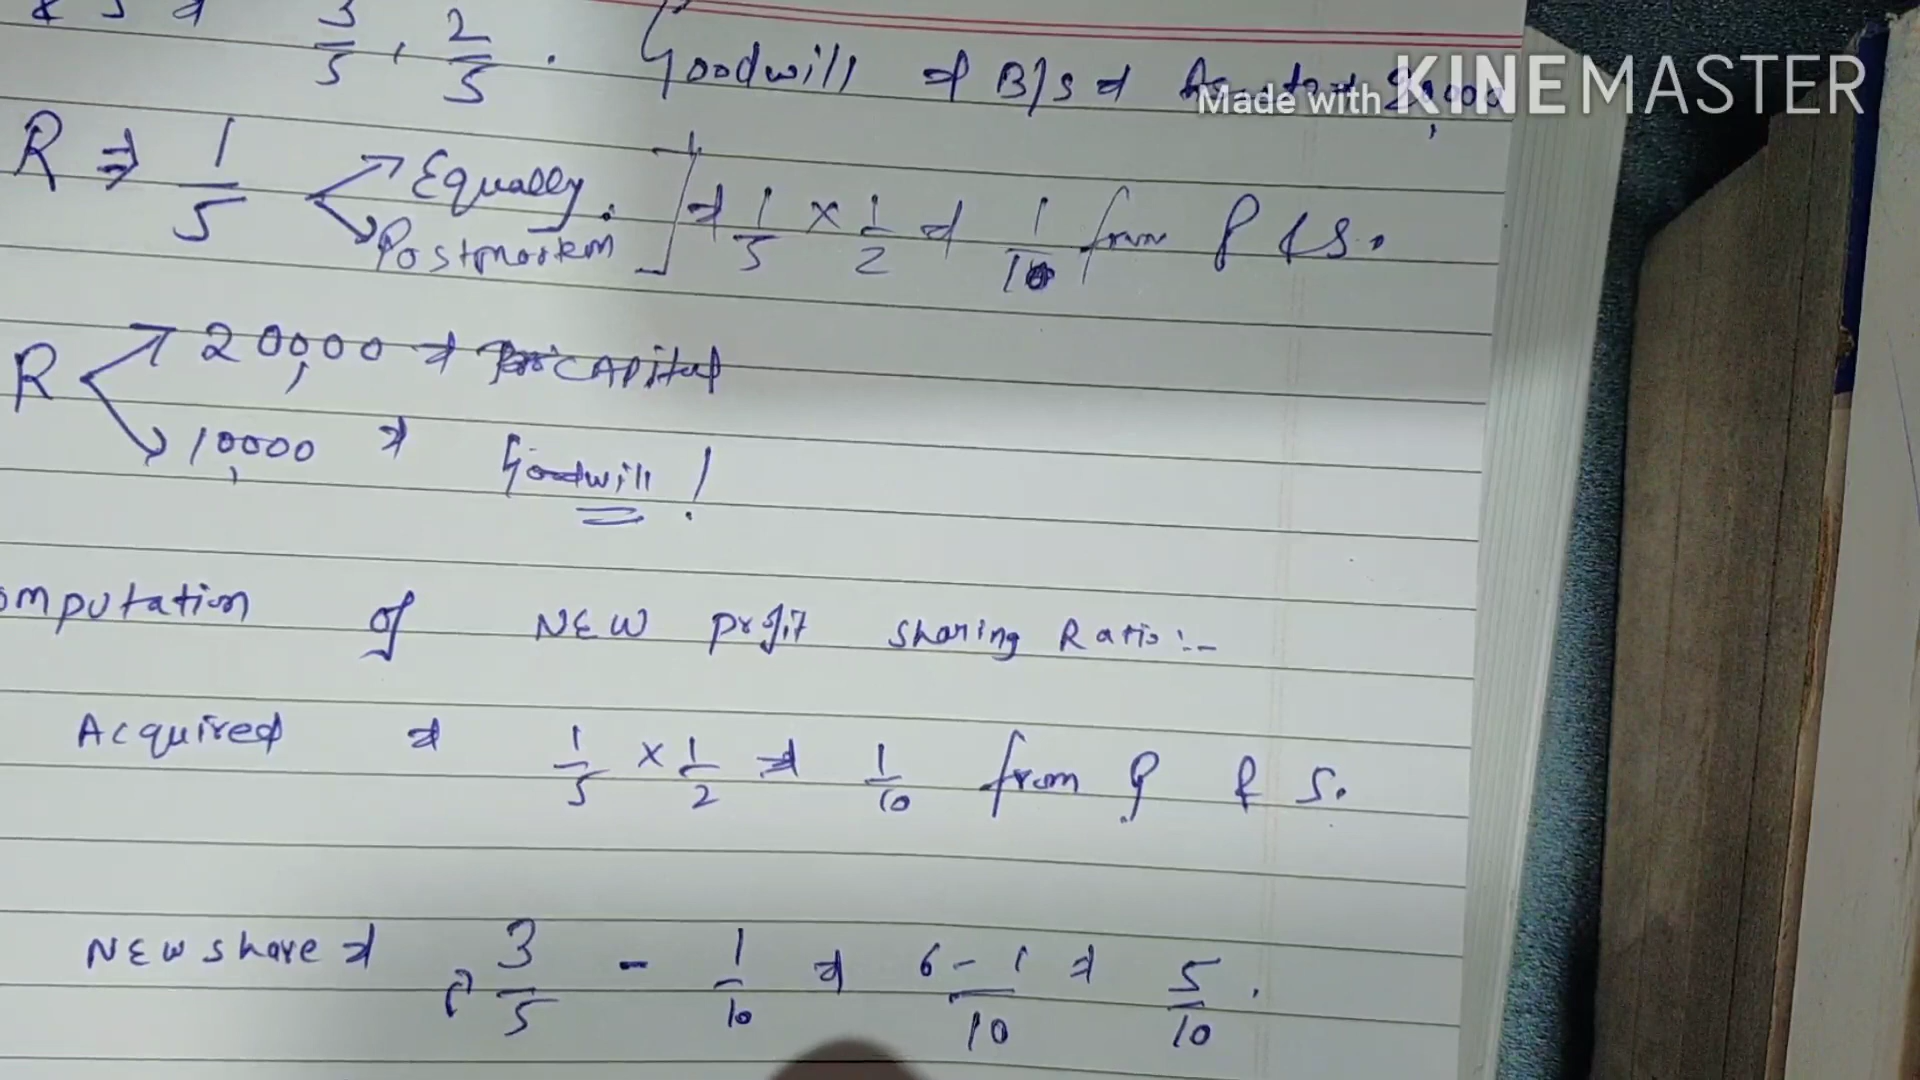 3/5, 2/5. Goodwill ⇒ B/S ⇒
Made with KINEMASTER
R ⇒ 1/5 Equally. ⇒ 1/5 × 1/2 ⇒ 1/10 from P & S.
Postmortem
R 20,000 ⇒ Capital
10,000 ⇒ Goodwill!
omputation of NEW profit sharing Ratio:-
Acquired ⇒ 1/5 × 1/2 ⇒ 1/10 from P & S.
NEW share ⇒ P 3/5 - 1/10 ⇒ 6-1/10 ⇒ 5/10.